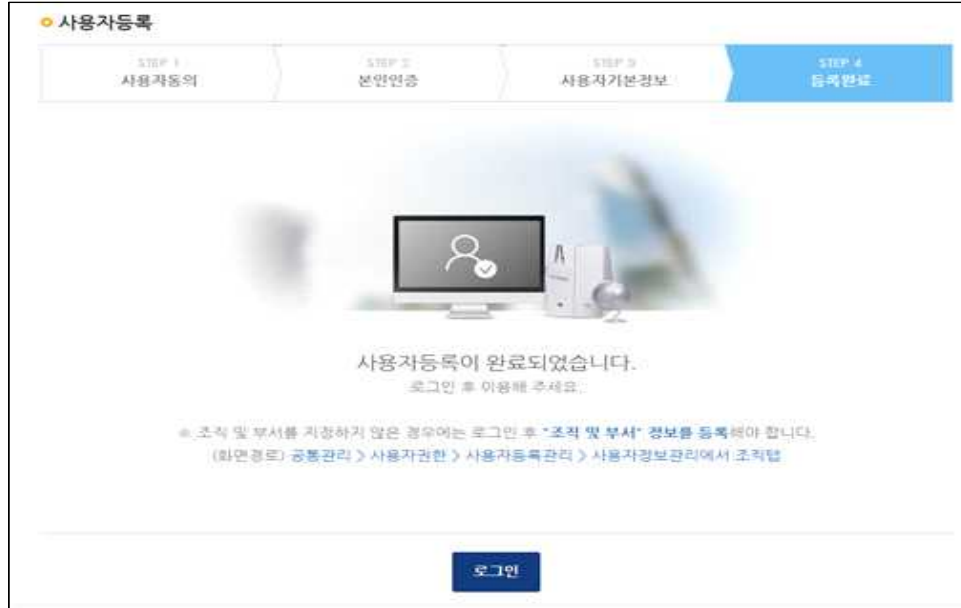 사용자등록
STEP 1
사용자동의
STEP 2
본인인증
STEP 3
사용자기본정보
STEP 4
등록완료
사용자등록이 완료되었습니다.
로그인 후 이용해 주세요.
※ 조직 및 부서를 지정하지 않은 경우에는 로그인 후 "조직 및 부서" 정보를 등록해야 합니다.
(화면경로) 공통관리 > 사용자권한 > 사용자등록관리 > 사용자정보관리에서 조직탭
로그인